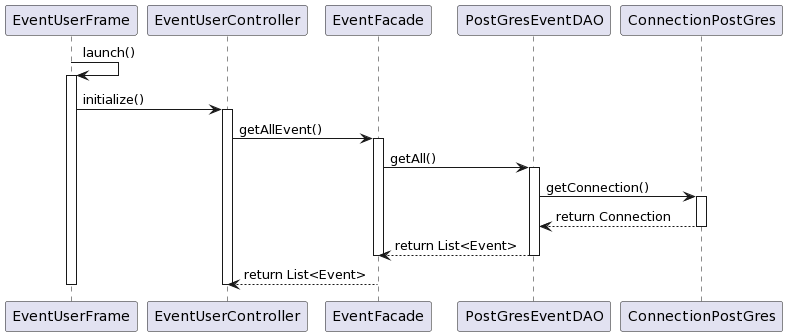 EventUserFrame EventUserController EventFacade PostGresEventDAO ConnectionPostGres
launch()
initialize()
getAllEvent()
getAll()
getConnection()
return Connection
return List<Event>
return List<Event>
EventUserFrame EventUserController EventFacade PostGresEventDAO ConnectionPostGres